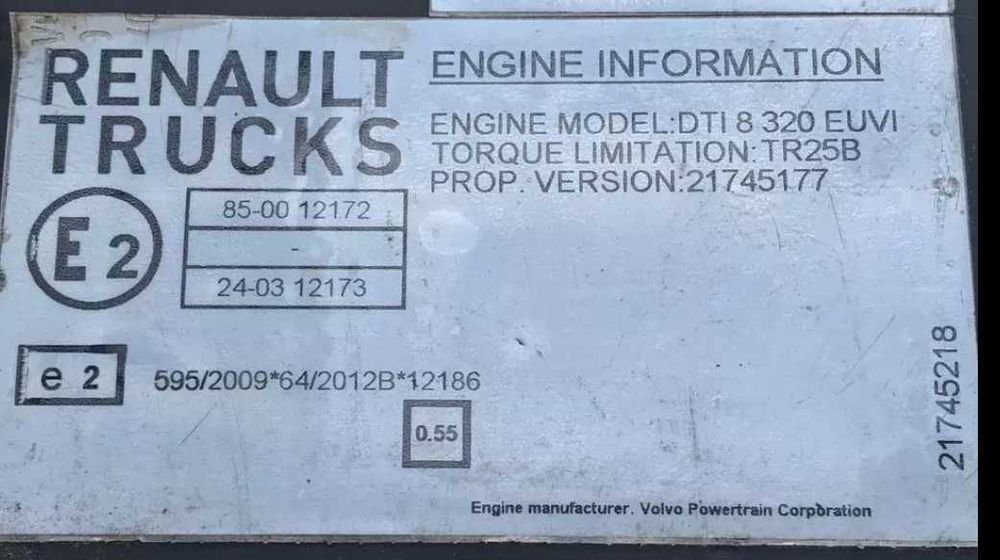 RENAULT
TRUCKS
ENGINE INFORMATION
ENGINE MODEL:DTI 8 320 EUVI
TORQUE LIMITATION:TR25B
PROP. VERSION:21745177
E2
85-00 12172
-
24-03 12173
e 2
595/2009*64/2012B*12186
0.55
21745218
Engine manufacturer. Volvo Powertrain Corporation